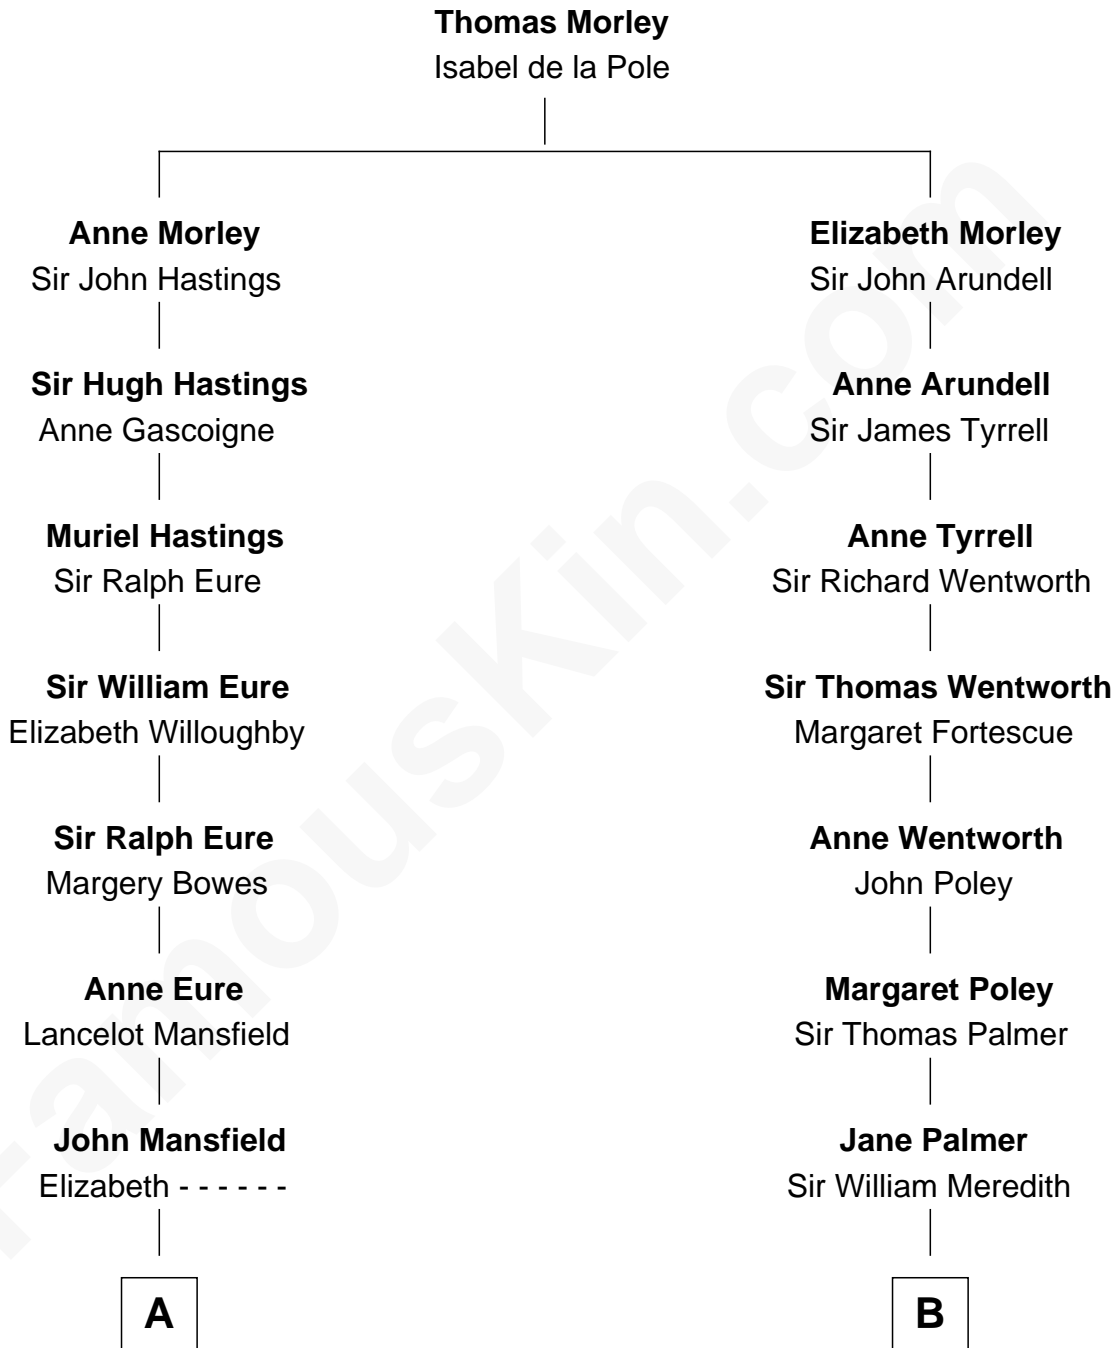 Thomas Morley
Isabel de la Pole
Anne Morley
Sir John Hastings
Elizabeth Morley
Sir John Arundell
Sir Hugh Hastings
Anne Gascoigne
Anne Arundell
Sir James Tyrrell
Muriel Hastings
Sir Ralph Eure
Anne Tyrrell
Sir Richard Wentworth
Sir William Eure
Elizabeth Willoughby
Sir Thomas Wentworth
Margaret Fortescue
Sir Ralph Eure
Margery Bowes
Anne Wentworth
John Poley
Anne Eure
Lancelot Mansfield
Margaret Poley
Sir Thomas Palmer
John Mansfield
Elizabeth - - - - - -
Jane Palmer
Sir William Meredith
A
B
FamousKin.com